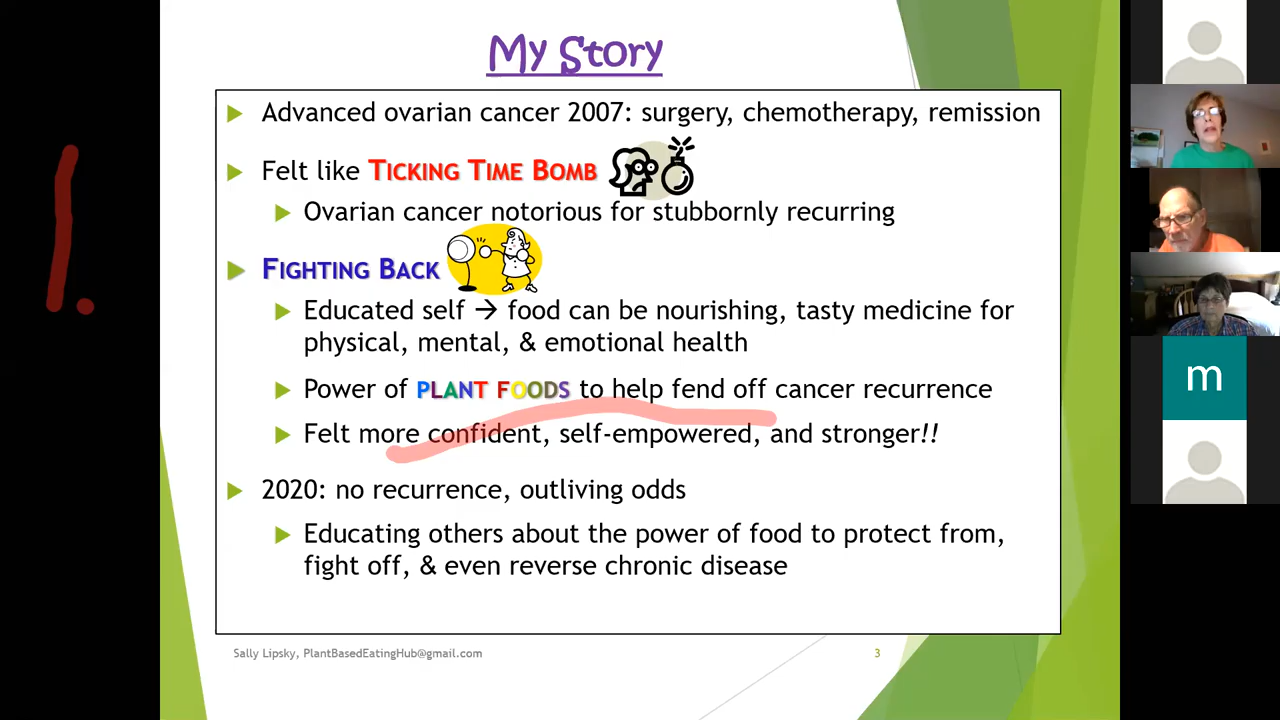 My Story
Advanced ovarian cancer 2007: surgery, chemotherapy, remission
Felt like TICKING TIME BOMB
Ovarian cancer notorious for stubbornly recurring
FIGHTING BACK
Educated self → food can be nourishing, tasty medicine for
physical, mental, & emotional health
Power of PLANT FOODS to help fend off cancer recurrence
Felt more confident, self-empowered, and stronger!!
2020: no recurrence, outliving odds
Educating others about the power of food to protect from,
fight off, & even reverse chronic disease
Sally Lipsky, PlantBasedEatingHub@gmail.com
3
1.
m